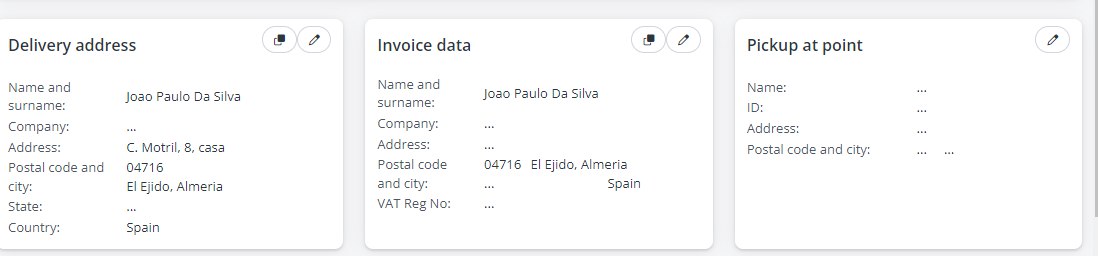 Delivery address
Name and
surname:
Joao Paulo Da Silva
Company:
...
Address:
C. Motril, 8, casa
Postal code and
city:
04716
El Ejido, Almeria
State:
...
Country:
Spain
Invoice data
Name and
surname:
Joao Paulo Da Silva
Company:
...
Address:
...
Postal code
and city:
04716 El Ejido, Almeria
... Spain
VAT Reg No:
...
Pickup at point
Name:
...
ID:
...
Address:
...
Postal code and city:
... ...